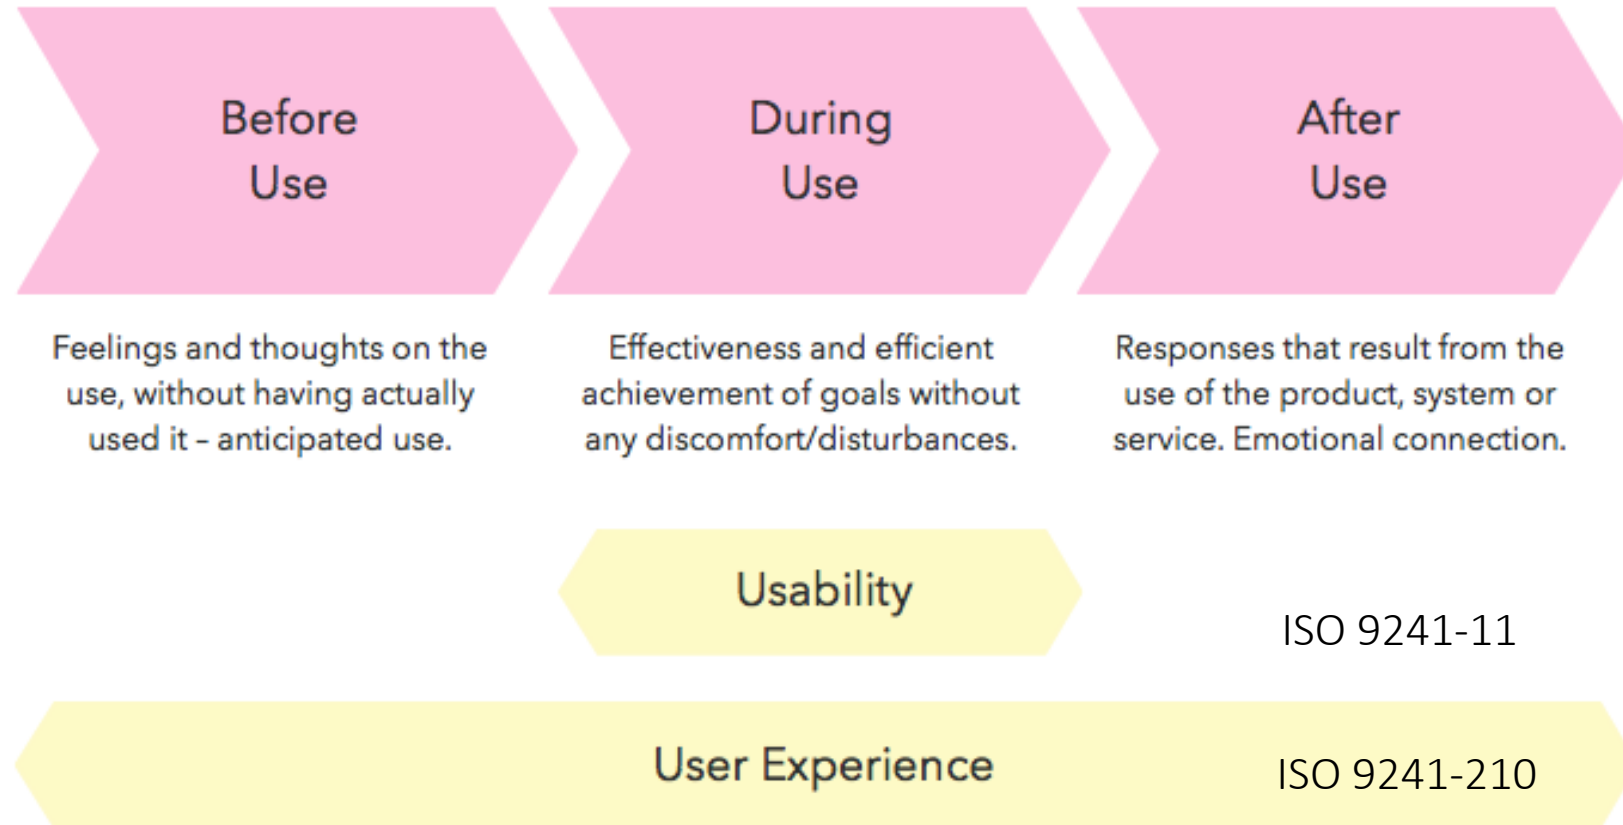 Before
Use
During
Use
After
Use
Feelings and thoughts on the
use, without having actually
used it – anticipated use.
Effectiveness and efficient
achievement of goals without
any discomfort/disturbances.
Responses that result from the
use of the product, system or
service. Emotional connection.
Usability
ISO 9241-11
User Experience
ISO 9241-210